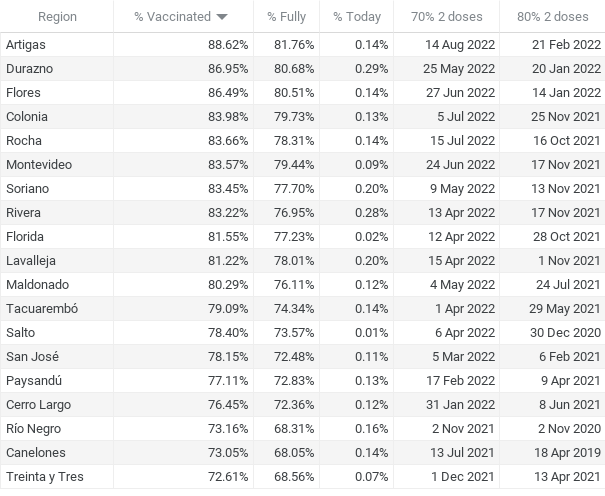 Region % Vaccinated % Fully % Today 70% 2 doses 80% 2 doses
Artigas 88.62% 81.76% 0.14% 14 Aug 2022 21 Feb 2022
Durazno 86.95% 80.68% 0.29% 25 May 2022 20 Jan 2022
Flores 86.49% 80.51% 0.14% 27 Jun 2022 14 Jan 2022
Colonia 83.98% 79.73% 0.13% 5 Jul 2022 25 Nov 2021
Rocha 83.66% 78.31% 0.14% 15 Jul 2022 16 Oct 2021
Montevideo 83.57% 79.44% 0.09% 24 Jun 2022 17 Nov 2021
Soriano 83.45% 77.70% 0.20% 9 May 2022 13 Nov 2021
Rivera 83.22% 76.95% 0.28% 13 Apr 2022 17 Nov 2021
Florida 81.55% 77.23% 0.02% 12 Apr 2022 28 Oct 2021
Lavalleja 81.22% 78.01% 0.20% 15 Apr 2022 1 Nov 2021
Maldonado 80.29% 76.11% 0.12% 4 May 2022 24 Jul 2021
Tacuarembó 79.09% 74.34% 0.14% 1 Apr 2022 29 May 2021
Salto 78.40% 73.57% 0.01% 6 Apr 2022 30 Dec 2020
San José 78.15% 72.48% 0.11% 5 Mar 2022 6 Feb 2021
Paysandú 77.11% 72.83% 0.13% 17 Feb 2022 9 Apr 2021
Cerro Largo 76.45% 72.36% 0.12% 31 Jan 2022 8 Jun 2021
Río Negro 73.16% 68.31% 0.16% 2 Nov 2021 2 Nov 2020
Canelones 73.05% 68.05% 0.14% 13 Jul 2021 18 Apr 2019
Treinta y Tres 72.61% 68.56% 0.07% 1 Dec 2021 13 Apr 2021